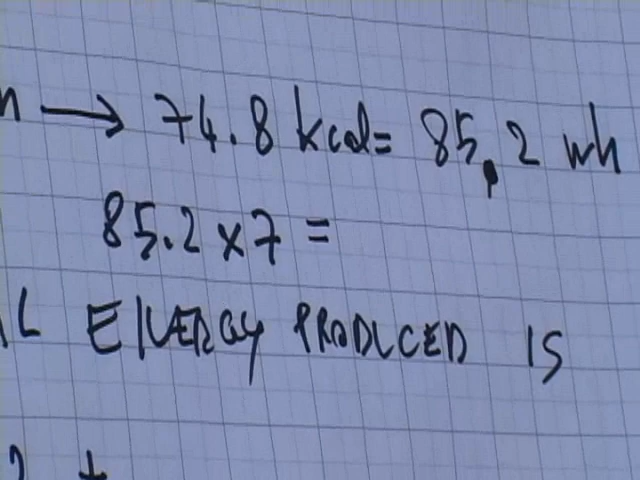 n → 74.8 kcal= 85,2 wh
85.2 x 7 =
L ENERGY PRODUCED IS